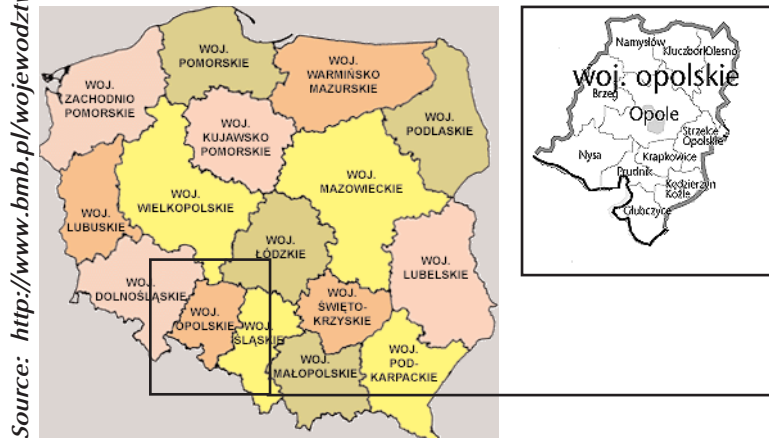 Source: http://www.bmb.pl/wojewodztw
WOJ.
POMORSKIE
WOJ.
WARMIŃSKO
MAZURSKIE
WOJ.
ZACHODNIO
POMORSKIE
WOJ.
PODLASKIE
WOJ.
KUJAWSKO
POMORSKIE
WOJ.
MAZOWIECKIE
WOJ.
WIELKOPOLSKIE
WOJ.
LUBUSKIE
WOJ.
ŁÓDZKIE
WOJ.
LUBELSKIE
WOJ.
DOLNOŚLĄSKIE
WOJ.
OPOLSKIE
WOJ.
ŚLĄSKIE
WOJ.
ŚWIĘTO-
KRZYSKIE
WOJ.
MAŁOPOLSKIE
WOJ.
POD-
KARPACKIE
Namysłów
Kluczbork
Olesno
woj. opolskie
Brzeg
Opole
Strzelce
Opolskie
Nysa
Krapkowice
Prudnik
Kędzierzyn
Koźle
Głubczyce